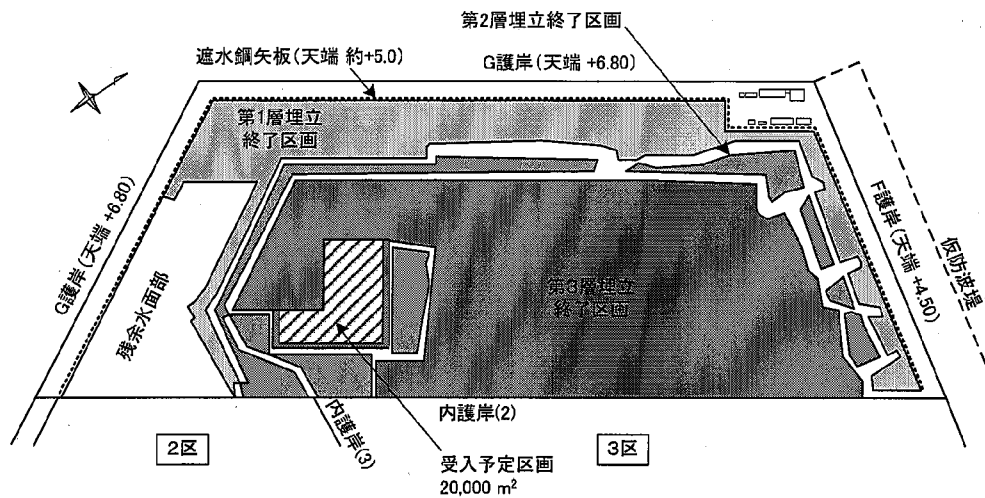 第2層埋立終了区画
遮水鋼矢板(天端 約+5.0)
G護岸(天端 +6.80)
第1層埋立
終了区画
G護岸(天端 +6.80)
残余水面部
第3層埋立
終了区画
F護岸(天端 +4.50)
仮防波堤
内護岸(3)
内護岸(2)
2区
受入予定区画
20,000 m²
3区